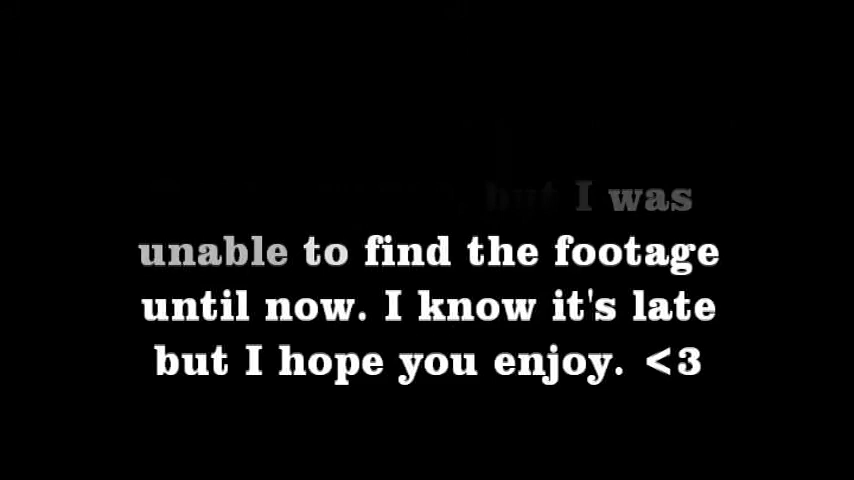 but I was
unable to find the footage
until now. I know it's late
but I hope you enjoy. <3